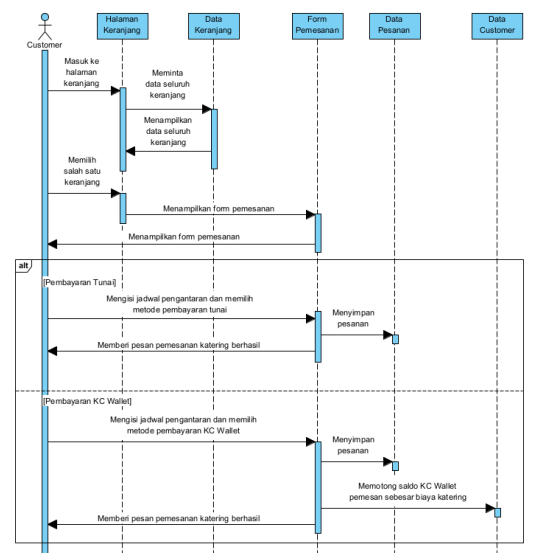 Customer
Halaman
Keranjang
Data
Keranjang
Form
Pemesanan
Data
Pesanan
Data
Customer
Masuk ke
halaman
keranjang
Meminta
data seluruh
keranjang
Menampilkan
data seluruh
keranjang
Memilih
salah satu
keranjang
Menampilkan form pemesanan
Menampilkan form pemesanan
alt
[Pembayaran Tunai]
Mengisi jadwal pengantaran dan memilih
metode pembayaran tunai
Menyimpan
pesanan
Memberi pesan pemesanan katering berhasil
[Pembayaran KC Wallet]
Mengisi jadwal pengantaran dan memilih
metode pembayaran KC Wallet
Menyimpan
pesanan
Memotong saldo KC Wallet
pemesan sebesar biaya katering
Memberi pesan pemesanan katering berhasil